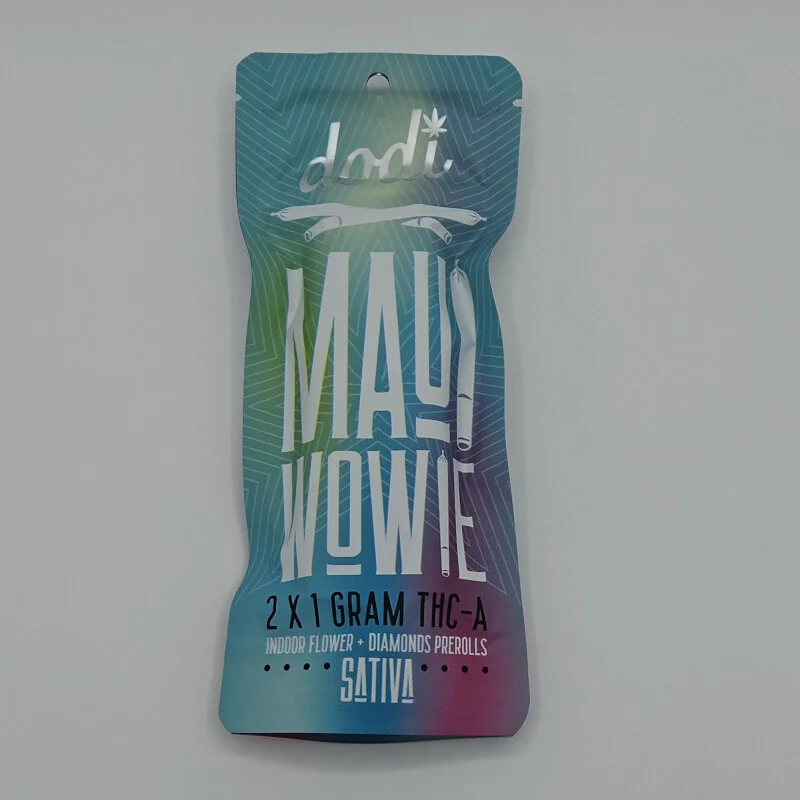 dodi
MAUI
WOWIE
2 X 1 GRAM THC-A
INDOOR FLOWER + DIAMONDS PREROLLS
SATIVA